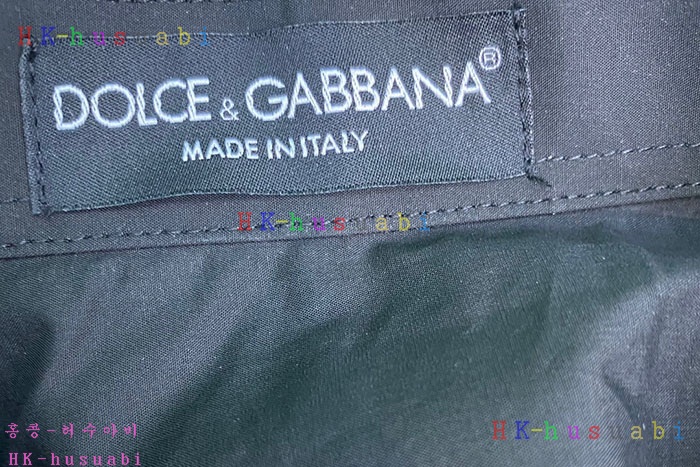 HK-husuabi
DOLCE & GABBANA®
MADE IN ITALY
HK-husuabi
홍콩-허수아비
HK-husuabi
HK-husuabi